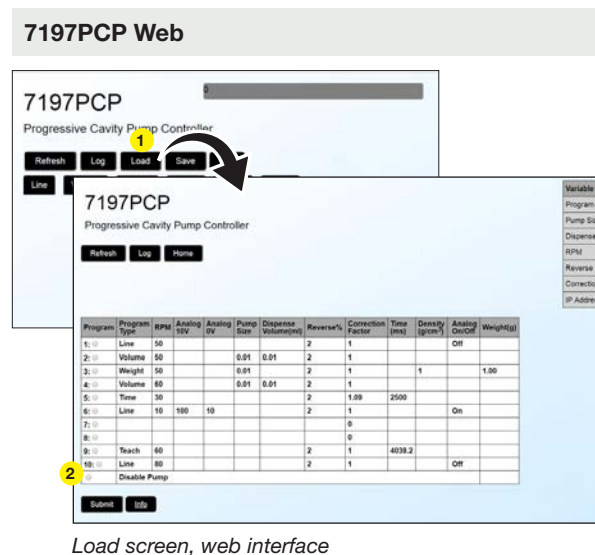 7197PCP Web
7197PCP
0
Progressive Cavity Pump Controller
1
Refresh Log Load Save
Line
7197PCP
Progressive Cavity Pump Controller
Refresh Log Home
Variable
Program
Pump
Dispense
RPM
Reverse
IP
Program Program Type RPM Analog 10V Analog 0V Pump Size Dispense Volume(ml) Reverse% Correction Factor Time (ms) Density (g/cm³) Analog On/Off Weight(g)
1: Line 50 2 1 Off
2: Volume 50 0.01 0.01 2 1
3: Weight 50 0.01 2 1 1 1.00
4: Volume 60 0.01 0.01 2 1
5: Time 30 2 1.09 2500
6: Line 10 100 10 2 1 On
7: 0
8: 0
9: Teach 60 2 1 4039.2
10: Line 80 2 1 Off
2
Disable Pump
Submit Info
Load screen, web interface